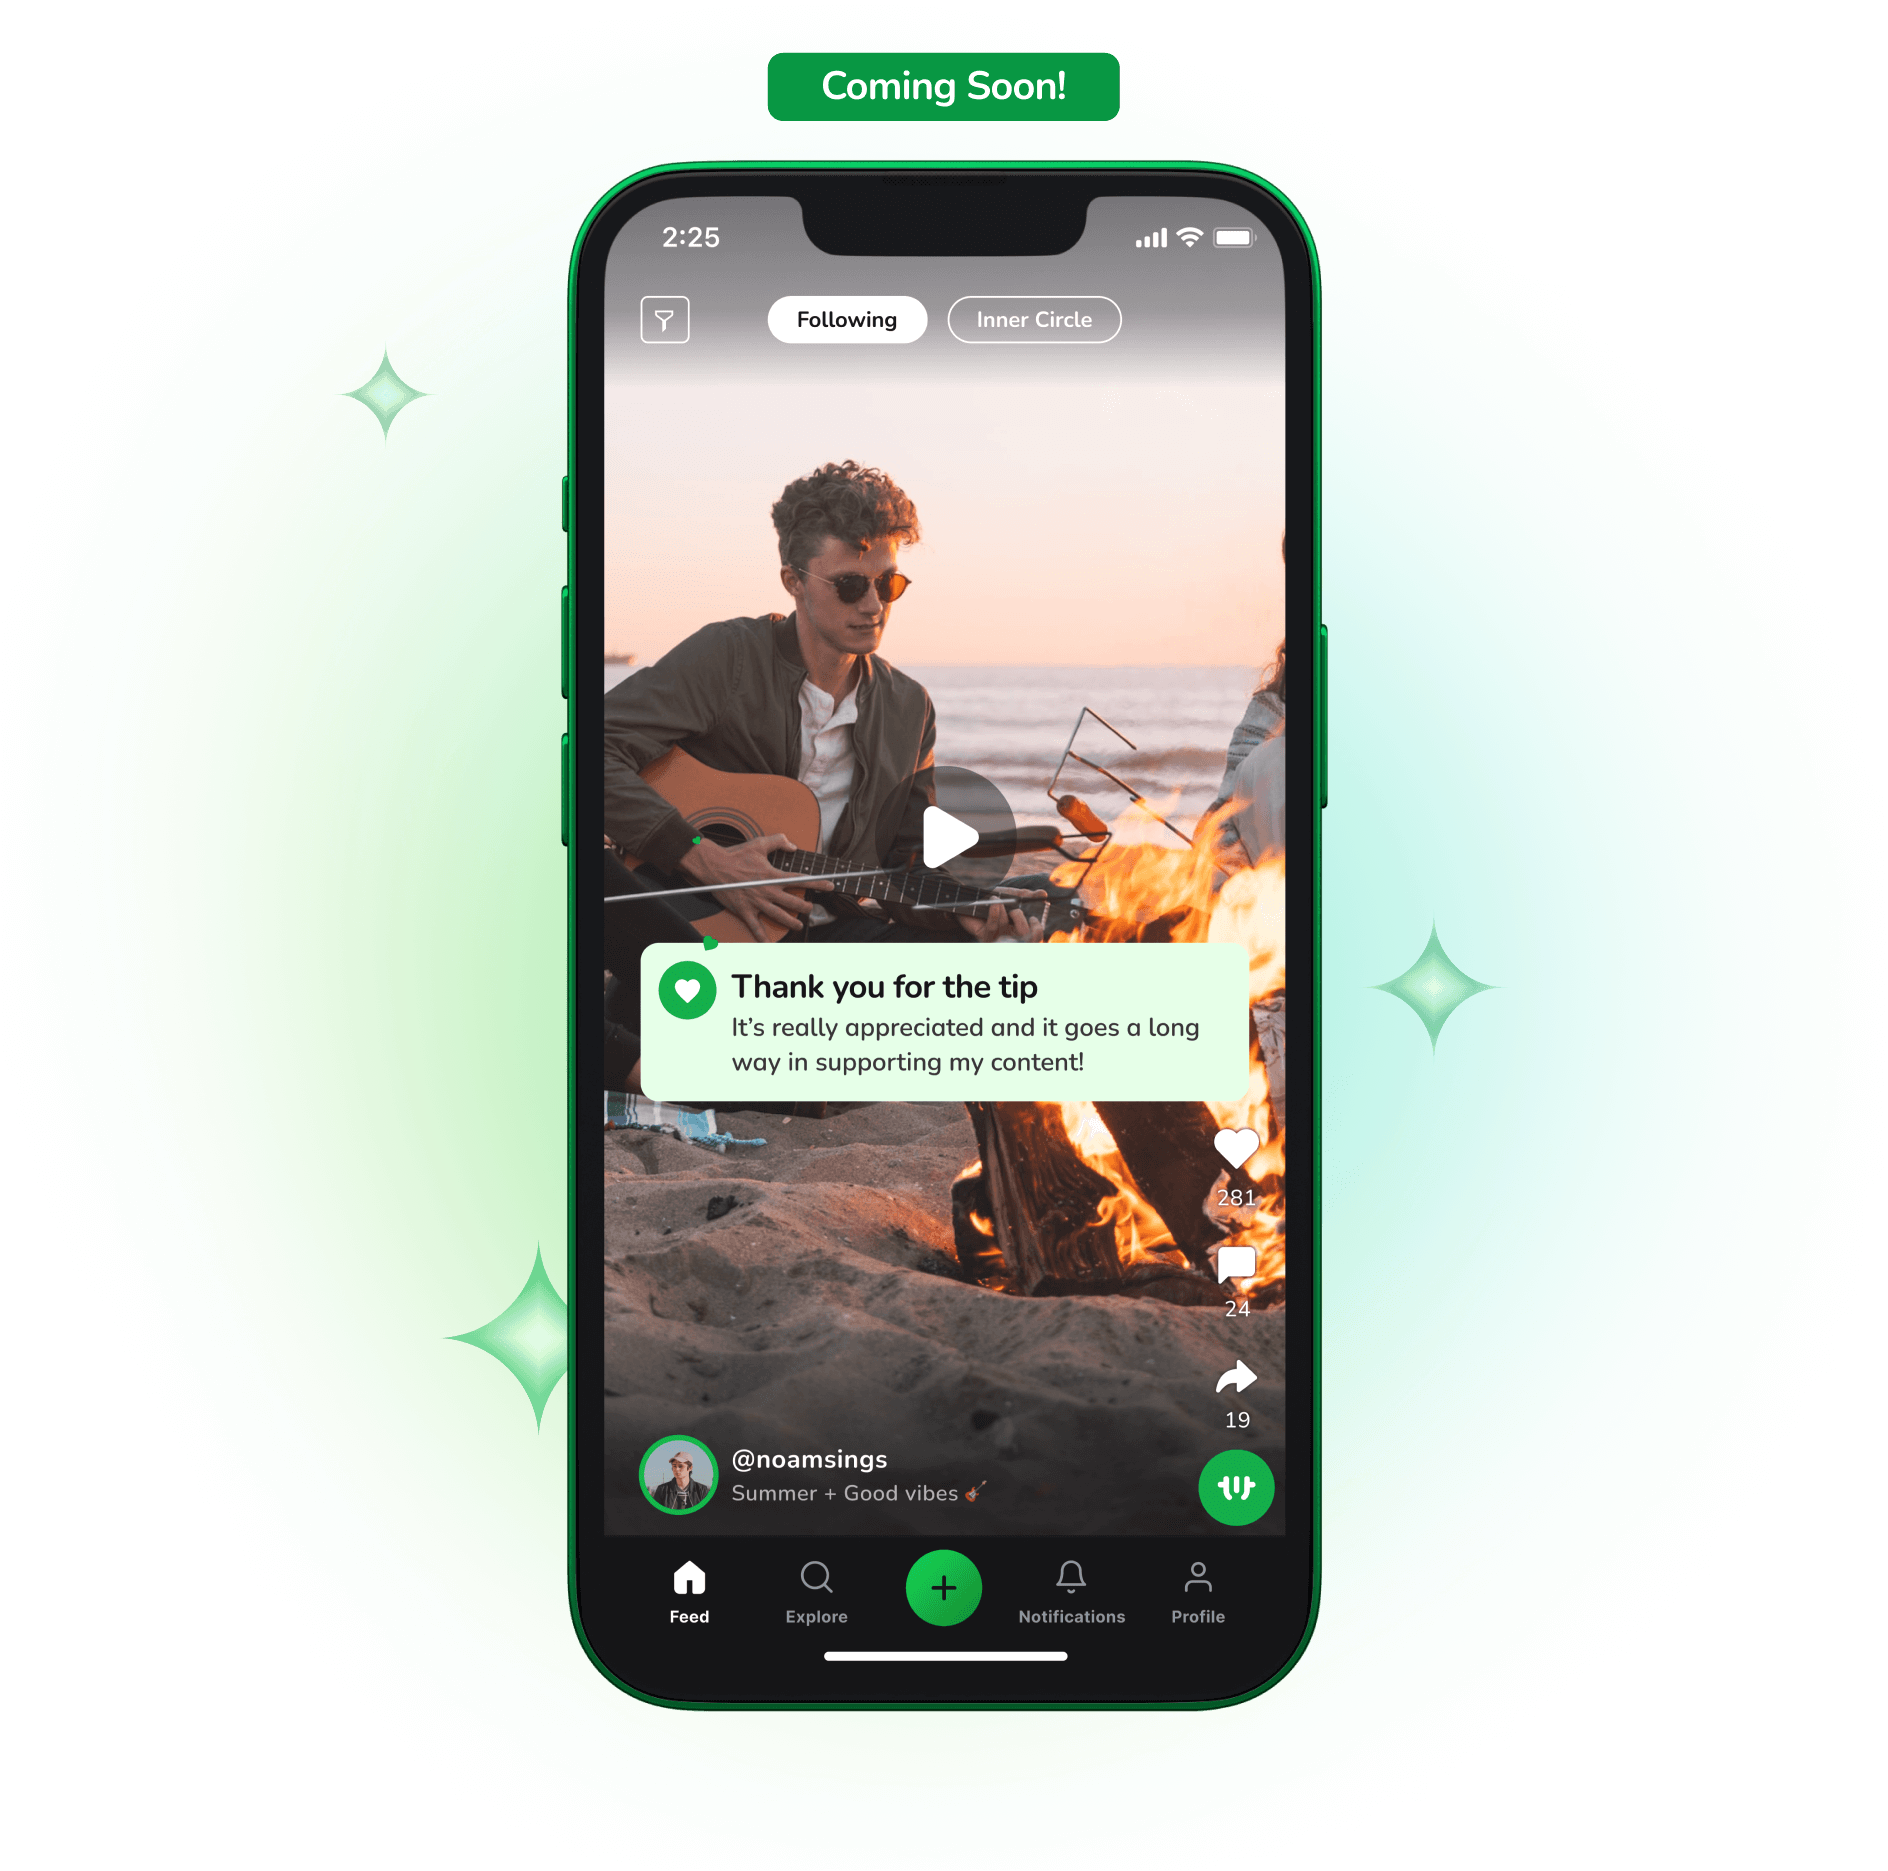 Coming Soon!
2:25
Following
Inner Circle
Thank you for the tip
It’s really appreciated and it goes a long
way in supporting my content!
281
24
19
@noamsings
Summer + Good vibes 🎸
Feed
Explore
Notifications
Profile